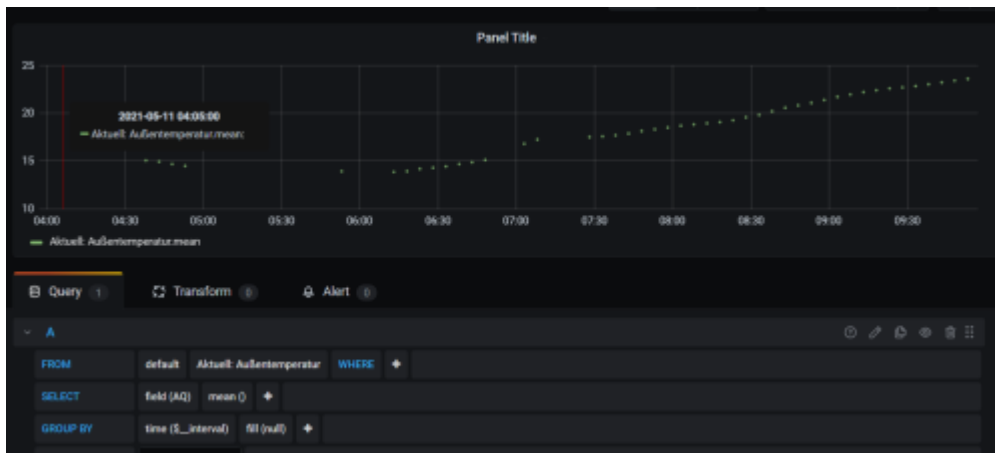 Panel Title
25
20
15
10
2021-05-11 04:05:00
Aktuell: Außentemperatur.mean:
04:00 04:30 05:00 05:30 06:00 06:30 07:00 07:30 08:00 08:30 09:00 09:30
Aktuell: Außentemperatur.mean
Query 1 Transform 0 Alert 0
A
FROM default Aktuell: Außentemperatur WHERE +
SELECT field (AQ) mean () +
GROUP BY time ($__interval) fill (null) +